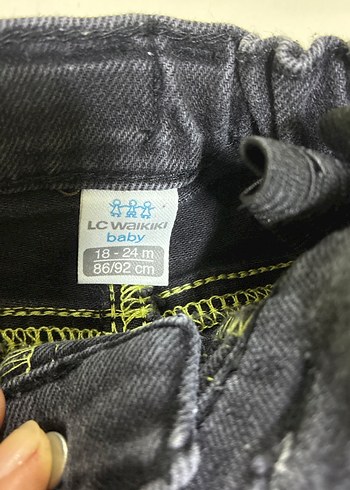 LC WAIKIKI
baby
18 - 24 m
86/92 cm